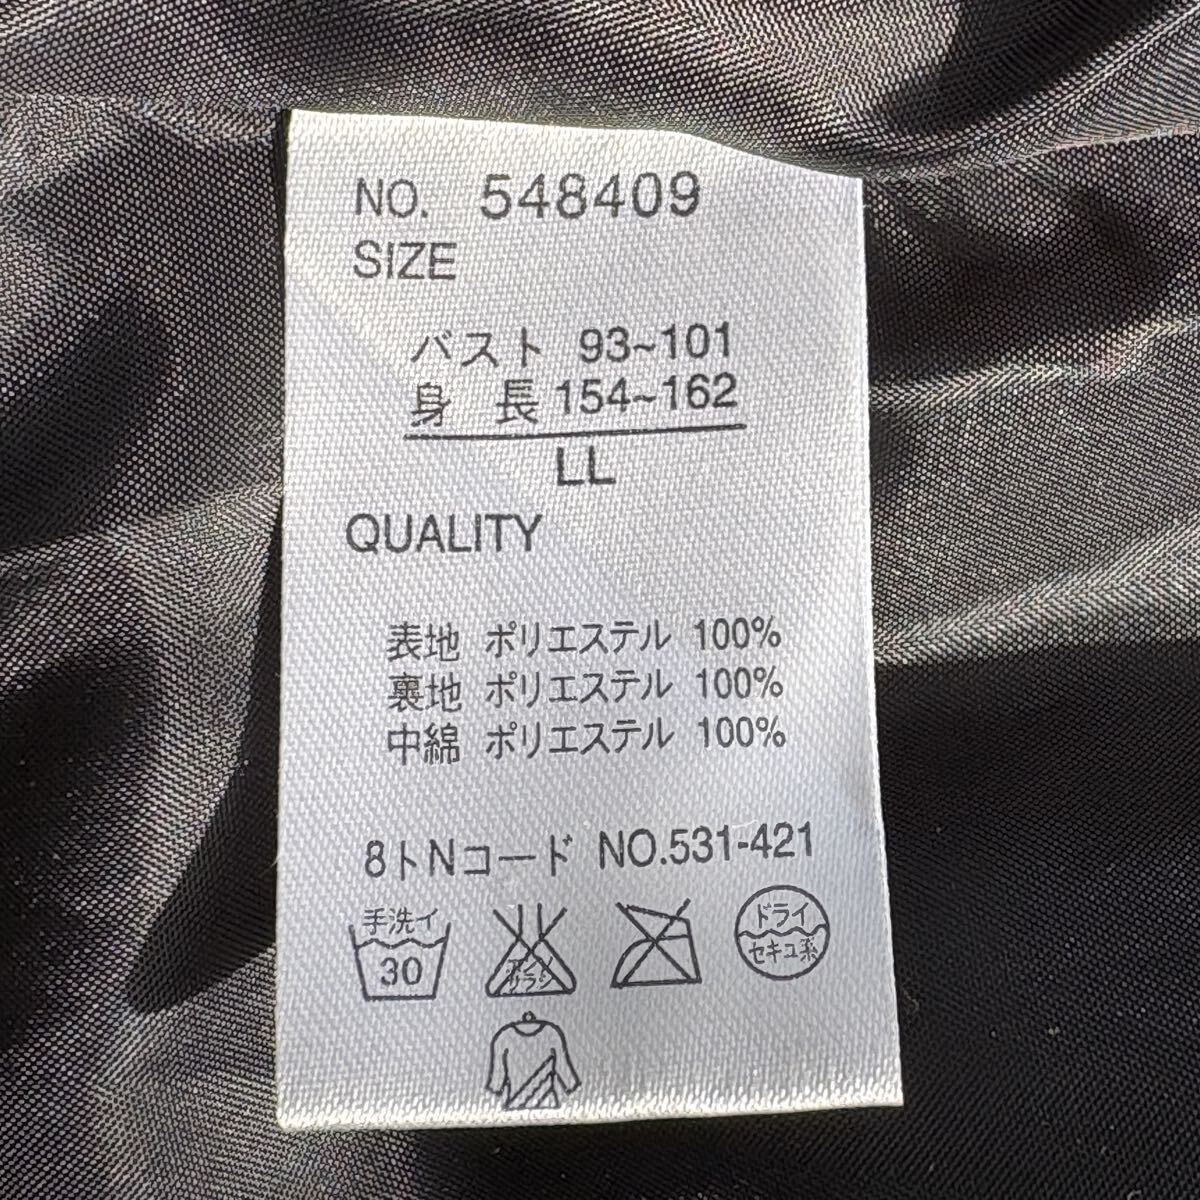 NO. 548409
SIZE
バスト 93~101
身 長 154~162
LL
QUALITY
表地 ポリエステル 100%
裏地 ポリエステル 100%
中綿 ポリエステル 100%
8トNコード NO.531-421
手洗イ
30
ドライ
セキユ系